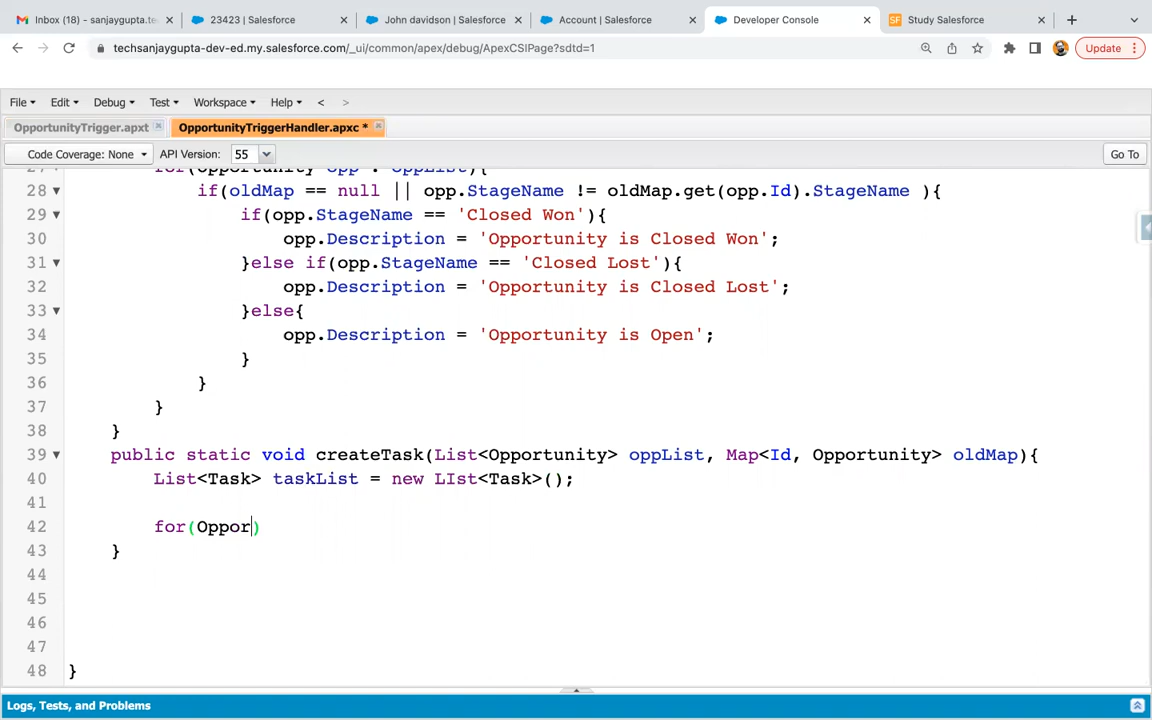 Inbox (18) - sanjaygupta.te
23423 | Salesforce
John davidson | Salesforce
Account | Salesforce
Developer Console
SF Study Salesforce
techsanjaygupta-dev-ed.my.salesforce.com/_ui/common/apex/debug/ApexCSIPage?sdtd=1
Update
File Edit Debug Test Workspace Help < >
OpportunityTrigger.apxt OpportunityTriggerHandler.apxc *
Code Coverage: None API Version: 55 Go To
27 for(Opportunity opp : oppList){
28 if(oldMap == null || opp.StageName != oldMap.get(opp.Id).StageName ){
29 if(opp.StageName == 'Closed Won'){
30 opp.Description = 'Opportunity is Closed Won';
31 }else if(opp.StageName == 'Closed Lost'){
32 opp.Description = 'Opportunity is Closed Lost';
33 }else{
34 opp.Description = 'Opportunity is Open';
35 }
36 }
37 }
38 }
39 public static void createTask(List<Opportunity> oppList, Map<Id, Opportunity> oldMap){
40 List<Task> taskList = new LIst<Task>();
41
42 for(Oppor)
43 }
44
45
46
47
48 }
Logs, Tests, and Problems